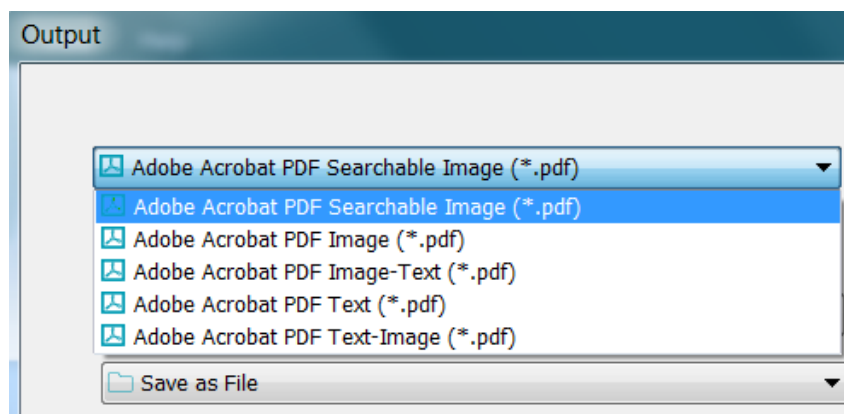 Output
Adobe Acrobat PDF Searchable Image (*.pdf)
Adobe Acrobat PDF Searchable Image (*.pdf)
Adobe Acrobat PDF Image (*.pdf)
Adobe Acrobat PDF Image-Text (*.pdf)
Adobe Acrobat PDF Text (*.pdf)
Adobe Acrobat PDF Text-Image (*.pdf)
Save as File